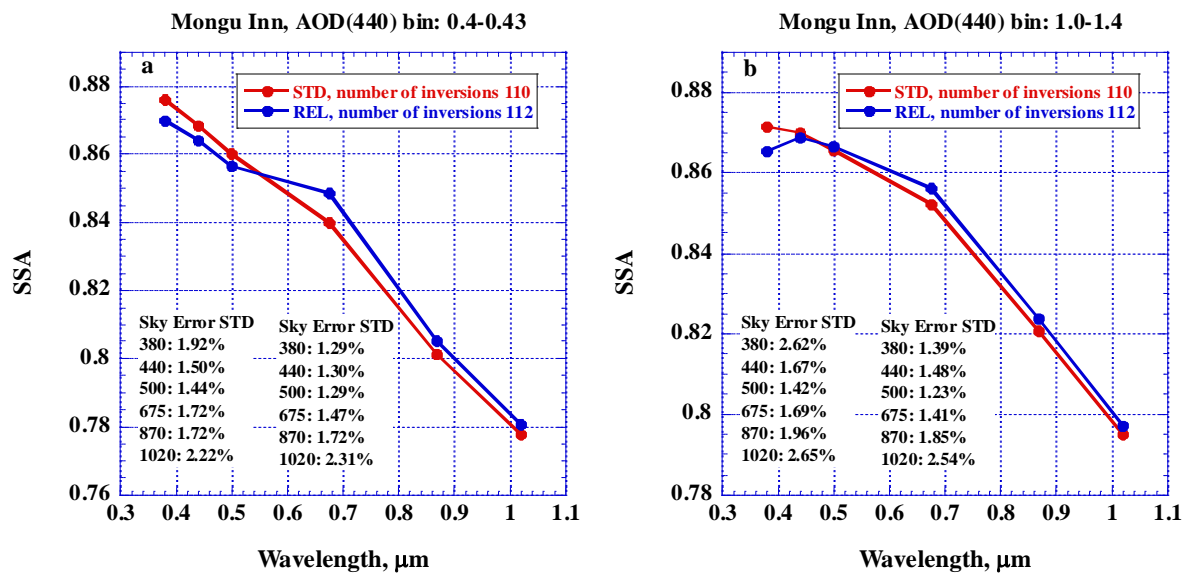 Mongu Inn, AOD(440) bin: 0.4-0.43
a
STD, number of inversions 110
REL, number of inversions 112
SSA
0.88
0.86
0.84
0.82
0.8
0.78
0.76
Sky Error STD
380: 1.92%
440: 1.50%
500: 1.44%
675: 1.72%
870: 1.72%
1020: 2.22%
Sky Error STD
380: 1.29%
440: 1.30%
500: 1.29%
675: 1.47%
870: 1.72%
1020: 2.31%
0.3 0.4 0.5 0.6 0.7 0.8 0.9 1 1.1
Wavelength, μm
Mongu Inn, AOD(440) bin: 1.0-1.4
b
STD, number of inversions 110
REL, number of inversions 112
SSA
0.88
0.86
0.84
0.82
0.8
0.78
Sky Error STD
380: 2.62%
440: 1.67%
500: 1.42%
675: 1.69%
870: 1.96%
1020: 2.65%
Sky Error STD
380: 1.39%
440: 1.48%
500: 1.23%
675: 1.41%
870: 1.85%
1020: 2.54%
0.3 0.4 0.5 0.6 0.7 0.8 0.9 1 1.1
Wavelength, μm